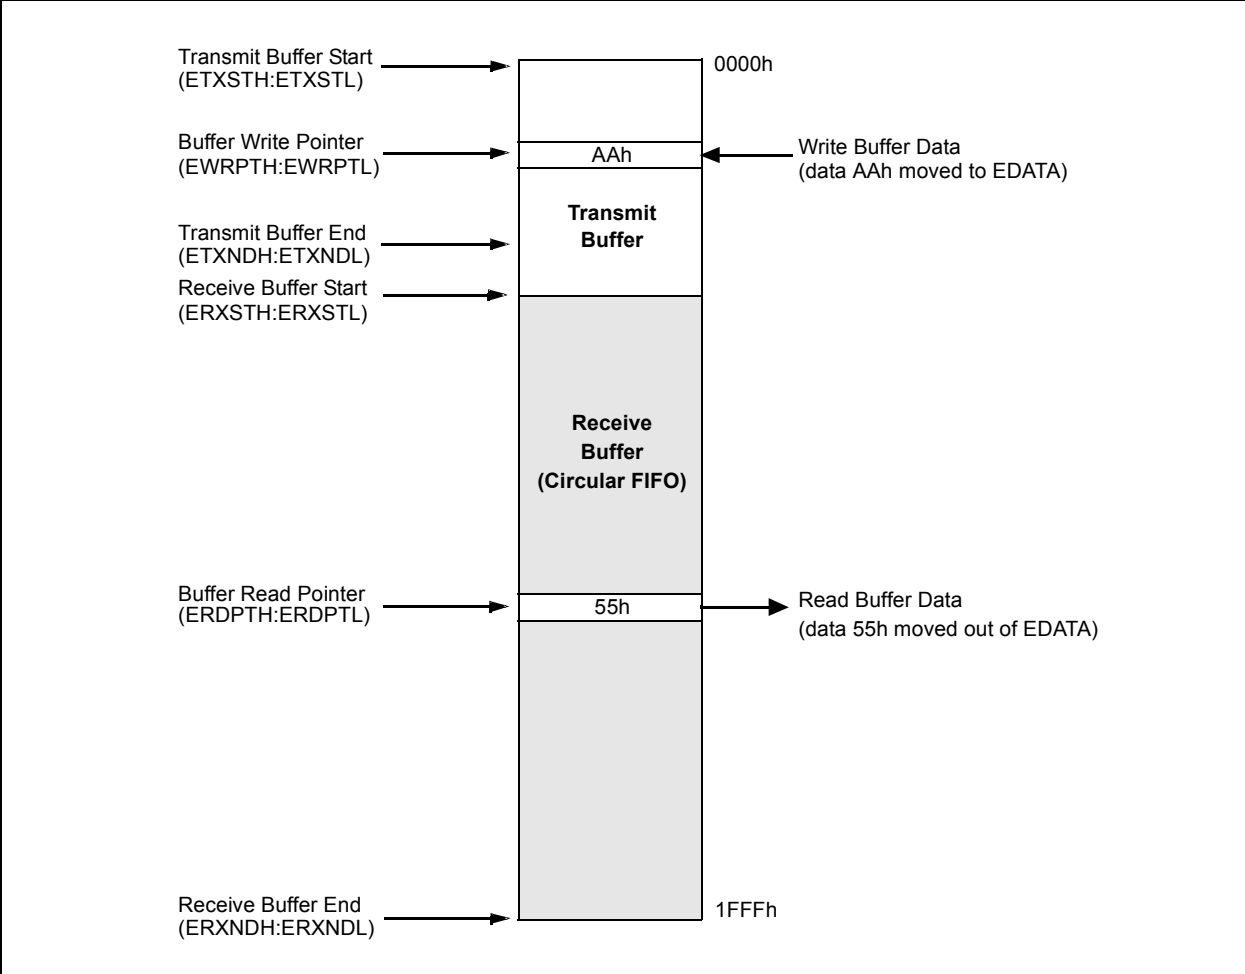 Transmit Buffer Start
(ETXSTH:ETXSTL)
0000h
Buffer Write Pointer
(EWRPTH:EWRPTL)
AAh
Write Buffer Data
(data AAh moved to EDATA)
Transmit
Buffer
Transmit Buffer End
(ETXNDH:ETXNDL)
Receive Buffer Start
(ERXSTH:ERXSTL)
Receive
Buffer
(Circular FIFO)
Buffer Read Pointer
(ERDPTH:ERDPTL)
55h
Read Buffer Data
(data 55h moved out of EDATA)
Receive Buffer End
(ERXNDH:ERXNDL)
1FFFh